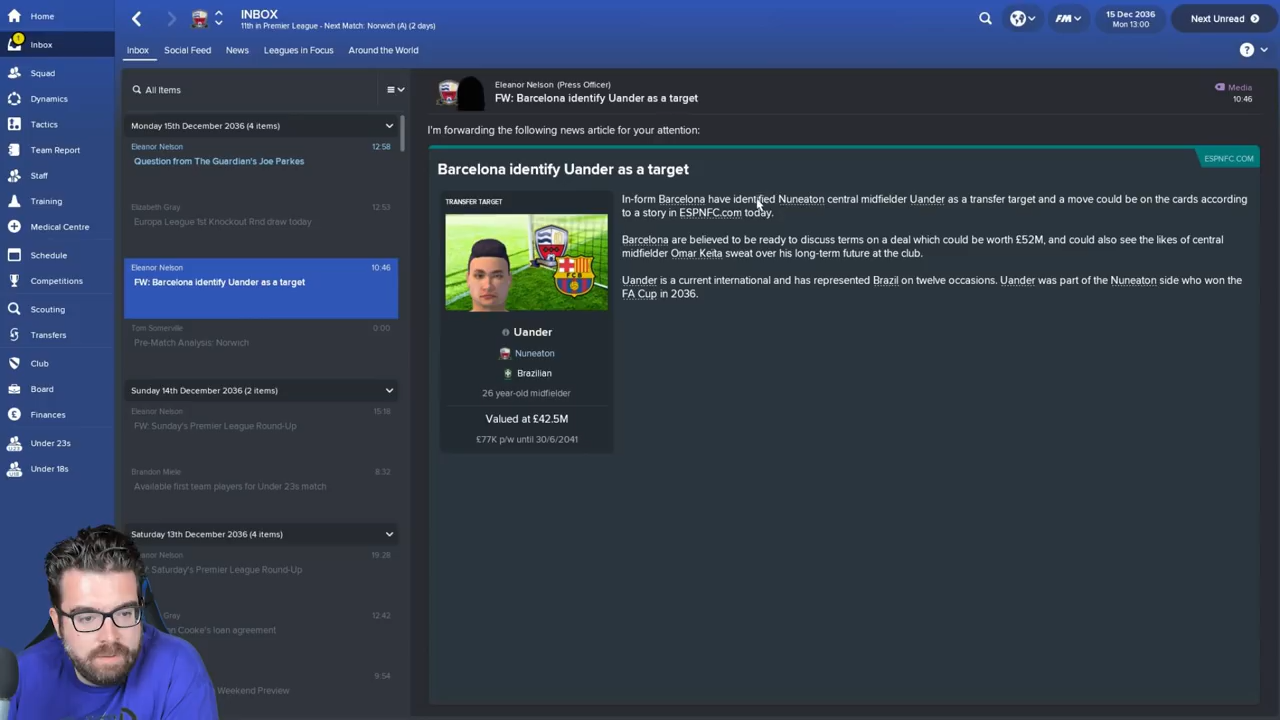 Home
Inbox
Squad
Dynamics
Tactics
Team Report
Staff
Training
Medical Centre
Schedule
Competitions
Scouting
Transfers
Club
Board
Finances
Under 23s
Under 18s
INBOX
11th in Premier League - Next Match: Norwich (A) (2 days)
FM
15 Dec 2036
Mon 13:00
Next Unread
Inbox
Social Feed
News
Leagues in Focus
Around the World
?
All Items
Monday 15th December 2036 (4 items)
Eleanor Nelson 12:58
Question from The Guardian's Joe Parkes
Elizabeth Gray 12:53
Europa League 1st Knockout Rnd draw today
Eleanor Nelson 10:46
FW: Barcelona identify Uander as a target
Tom Somerville 0:00
Pre-Match Analysis: Norwich
Sunday 14th December 2036 (2 items)
Eleanor Nelson 15:18
FW: Sunday's Premier League Round-Up
Brandon Miele 8:32
Available first team players for Under 23s match
Saturday 13th December 2036 (4 items)
Nelson 19:28
Saturday's Premier League Round-Up
Gray 12:42
Cooke's loan agreement
9:54
Weekend Preview
Eleanor Nelson (Press Officer)
FW: Barcelona identify Uander as a target
Media
10:46
I'm forwarding the following news article for your attention:
Barcelona identify Uander as a target
ESPNFC.COM
TRANSFER TARGET
Uander
Nuneaton
Brazilian
26 year-old midfielder
Valued at £42.5M
£77K p/w until 30/6/2041
In-form Barcelona have identified Nuneaton central midfielder Uander as a transfer target and a move could be on the cards according
to a story in ESPNFC.com today.
Barcelona are believed to be ready to discuss terms on a deal which could be worth £52M, and could also see the likes of central
midfielder Omar Keita sweat over his long-term future at the club.
Uander is a current international and has represented Brazil on twelve occasions. Uander was part of the Nuneaton side who won the
FA Cup in 2036.